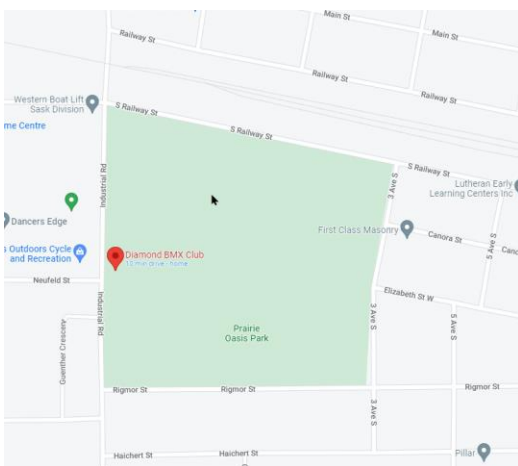 Main St
Main St
Railway St
Railway St
Railway St
Western Boat Lift
Sask Division
S Railway St
S Railway St
me Centre
S Railway St
Lutheran Early
Learning Centers Inc
Industrial Rd
3 Ave S
Dancers Edge
First Class Masonry
Canora St
Cano
5 Ave S
s Outdoors Cycle
and Recreation
Diamond BMX Club
10 min drive - home
Neufeld St
Elizabeth St W
Industrial Rd
3 Ave S
5 Ave S
Guenther Crescent
Prairie
Oasis Park
Rigmor St
Rigmor St
Rigmor St
3 Ave S
Haichert St
Haichert St
Pillar